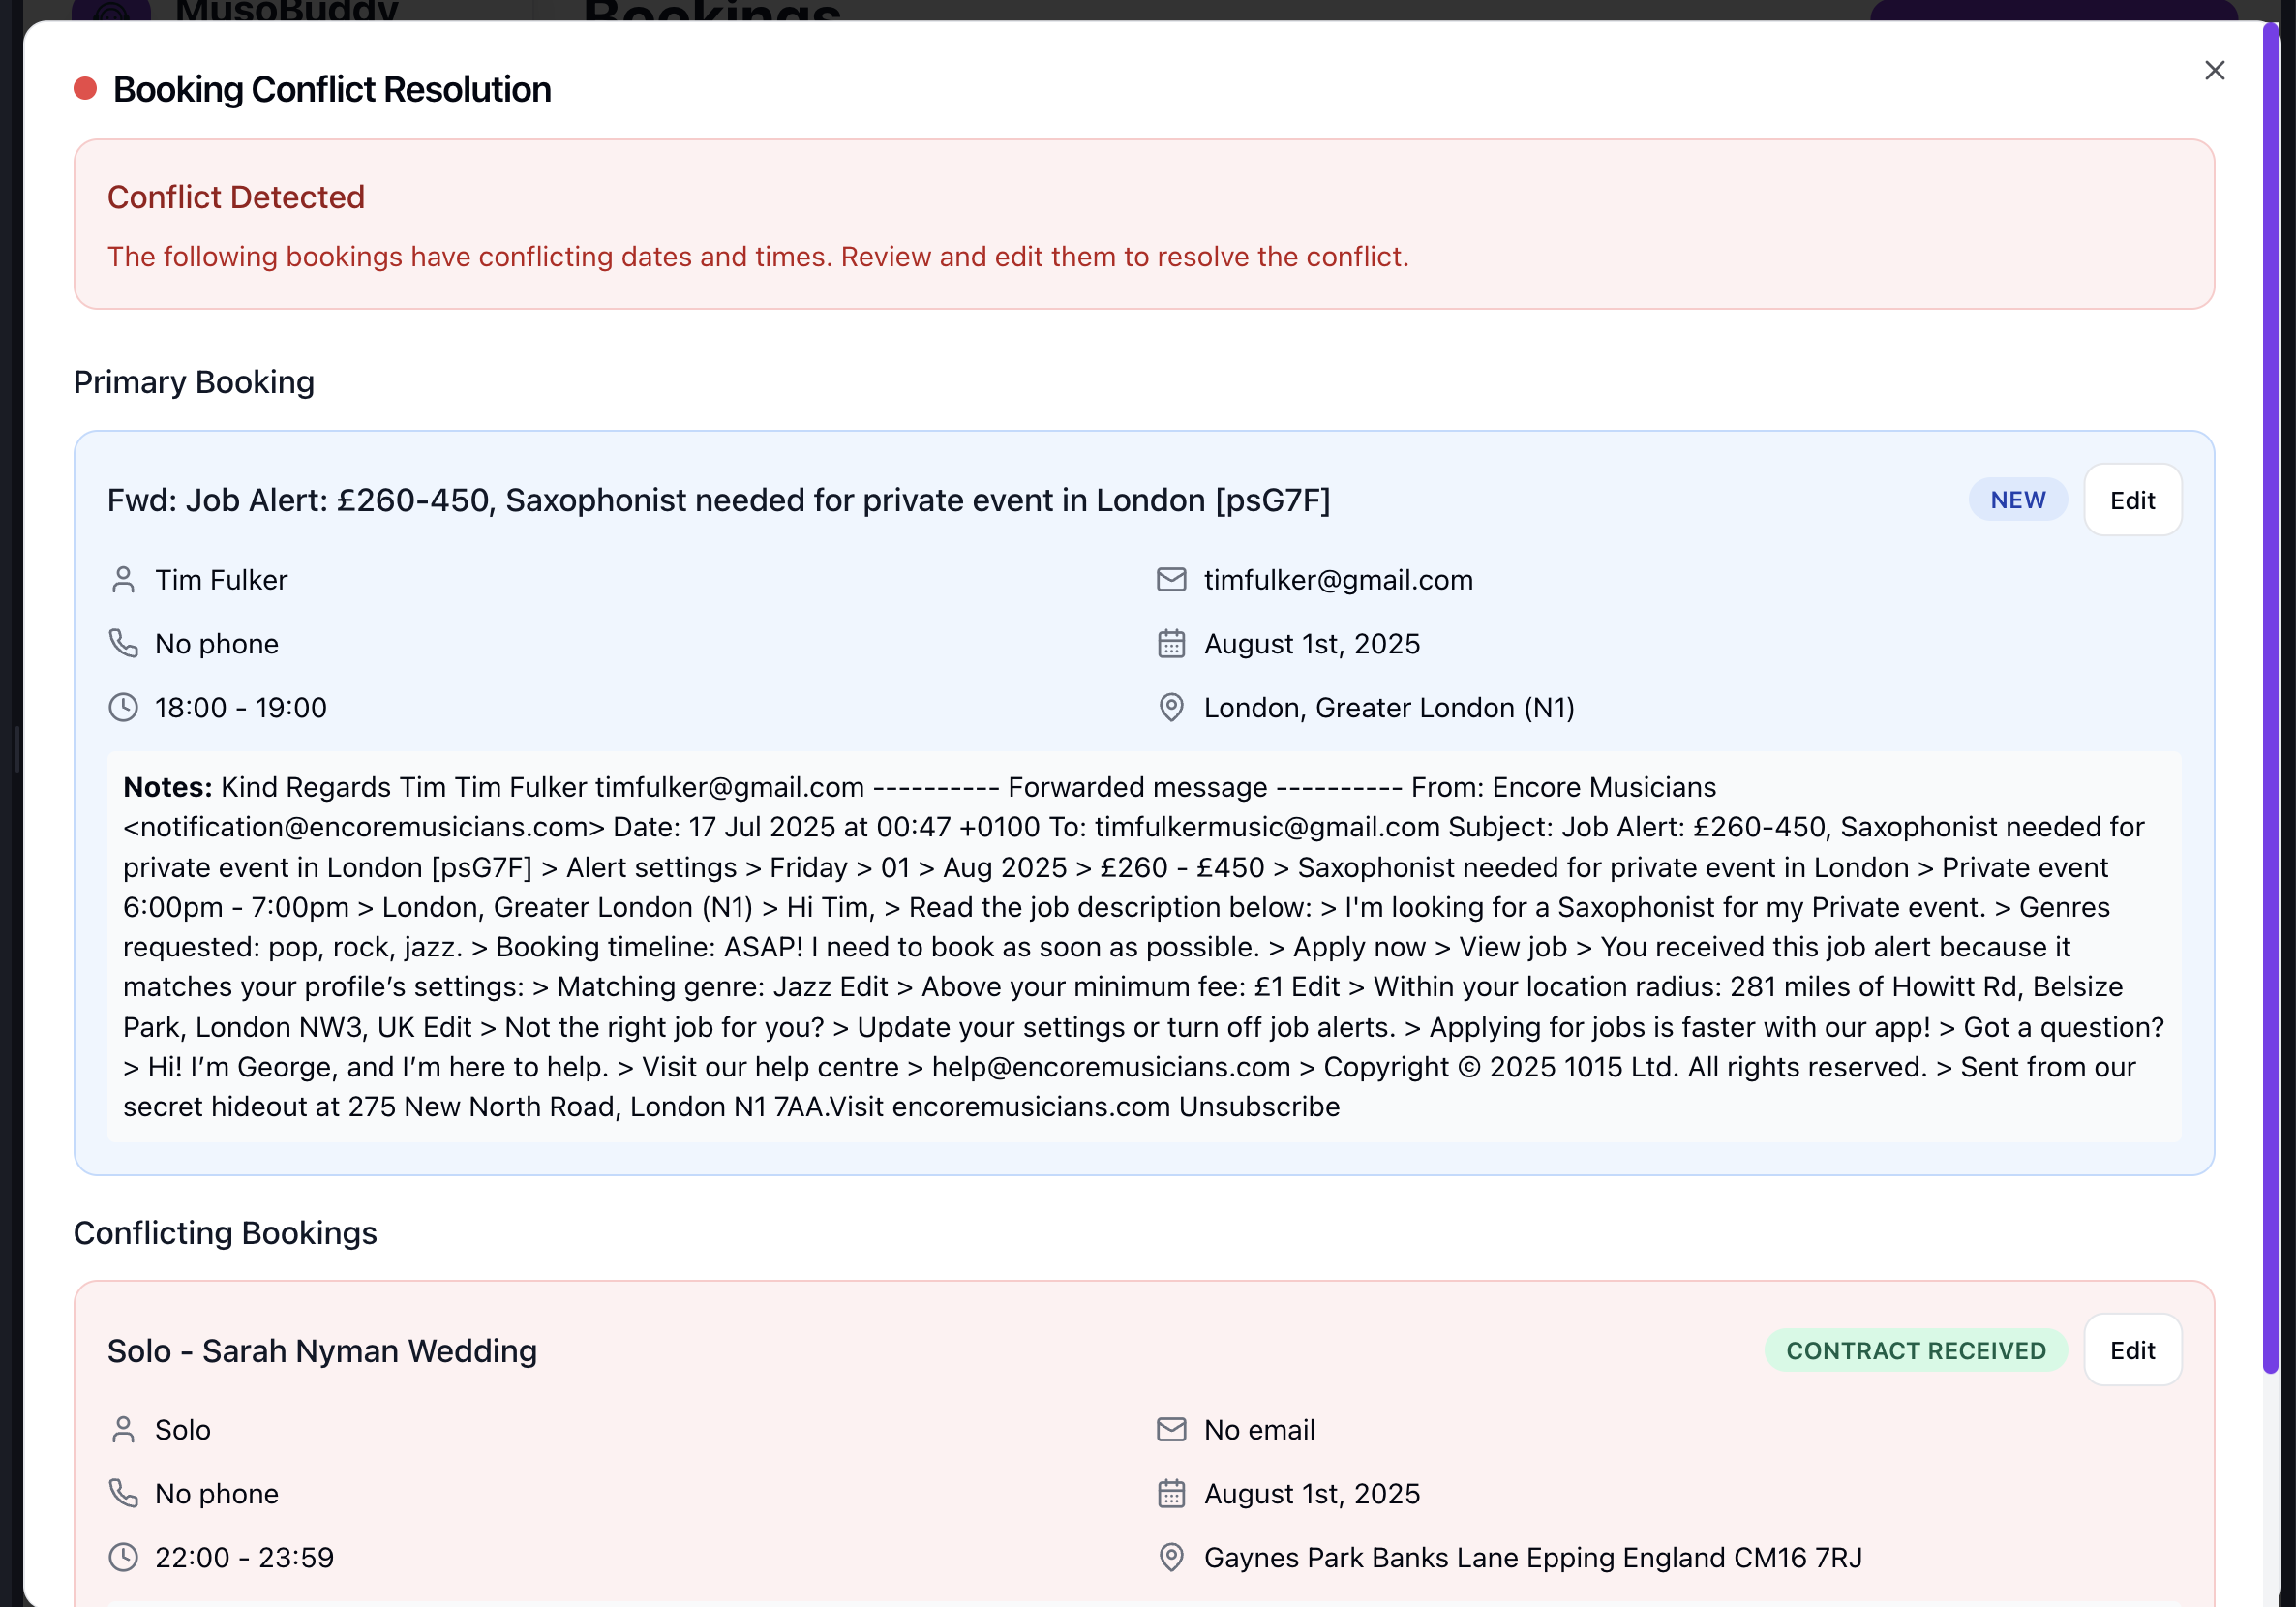 MusoBuddy
Bookings
Booking Conflict Resolution
Conflict Detected
The following bookings have conflicting dates and times. Review and edit them to resolve the conflict.
Primary Booking
Fwd: Job Alert: £260-450, Saxophonist needed for private event in London [psG7F]
NEW
Edit
Tim Fulker
timfulker@gmail.com
No phone
August 1st, 2025
18:00 - 19:00
London, Greater London (N1)
Notes: Kind Regards Tim Tim Fulker timfulker@gmail.com ---------- Forwarded message ---------- From: Encore Musicians
<notification@encoremusicians.com> Date: 17 Jul 2025 at 00:47 +0100 To: timfulkermusic@gmail.com Subject: Job Alert: £260-450, Saxophonist needed for
private event in London [psG7F] > Alert settings > Friday > 01 > Aug 2025 > £260 - £450 > Saxophonist needed for private event in London > Private event
6:00pm - 7:00pm > London, Greater London (N1) > Hi Tim, > Read the job description below: > I'm looking for a Saxophonist for my Private event. > Genres
requested: pop, rock, jazz. > Booking timeline: ASAP! I need to book as soon as possible. > Apply now > View job > You received this job alert because it
matches your profile’s settings: > Matching genre: Jazz Edit > Above your minimum fee: £1 Edit > Within your location radius: 281 miles of Howitt Rd, Belsize
Park, London NW3, UK Edit > Not the right job for you? > Update your settings or turn off job alerts. > Applying for jobs is faster with our app! > Got a question?
> Hi! I’m George, and I’m here to help. > Visit our help centre > help@encoremusicians.com > Copyright © 2025 1015 Ltd. All rights reserved. > Sent from our
secret hideout at 275 New North Road, London N1 7AA.Visit encoremusicians.com Unsubscribe
Conflicting Bookings
Solo - Sarah Nyman Wedding
CONTRACT RECEIVED
Edit
Solo
No email
No phone
August 1st, 2025
22:00 - 23:59
Gaynes Park Banks Lane Epping England CM16 7RJ